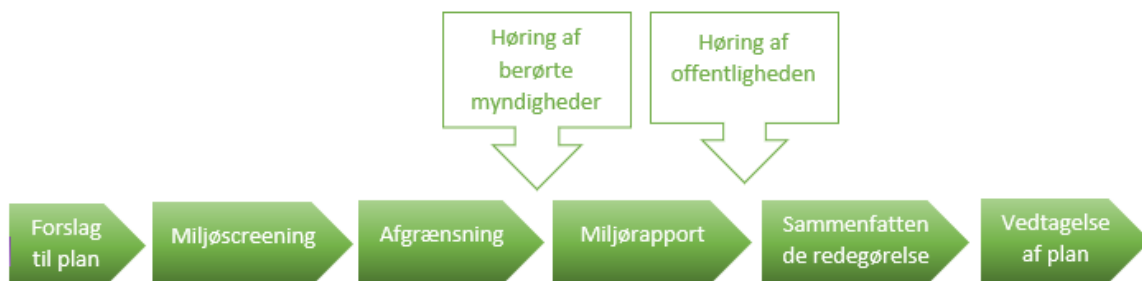 Høring af
berørte
myndigheder
Høring af
offentligheden
Forslag
til plan
Miljøscreening
Afgrænsning
Miljørapport
Sammenfatten
de redegørelse
Vedtagelse
af plan